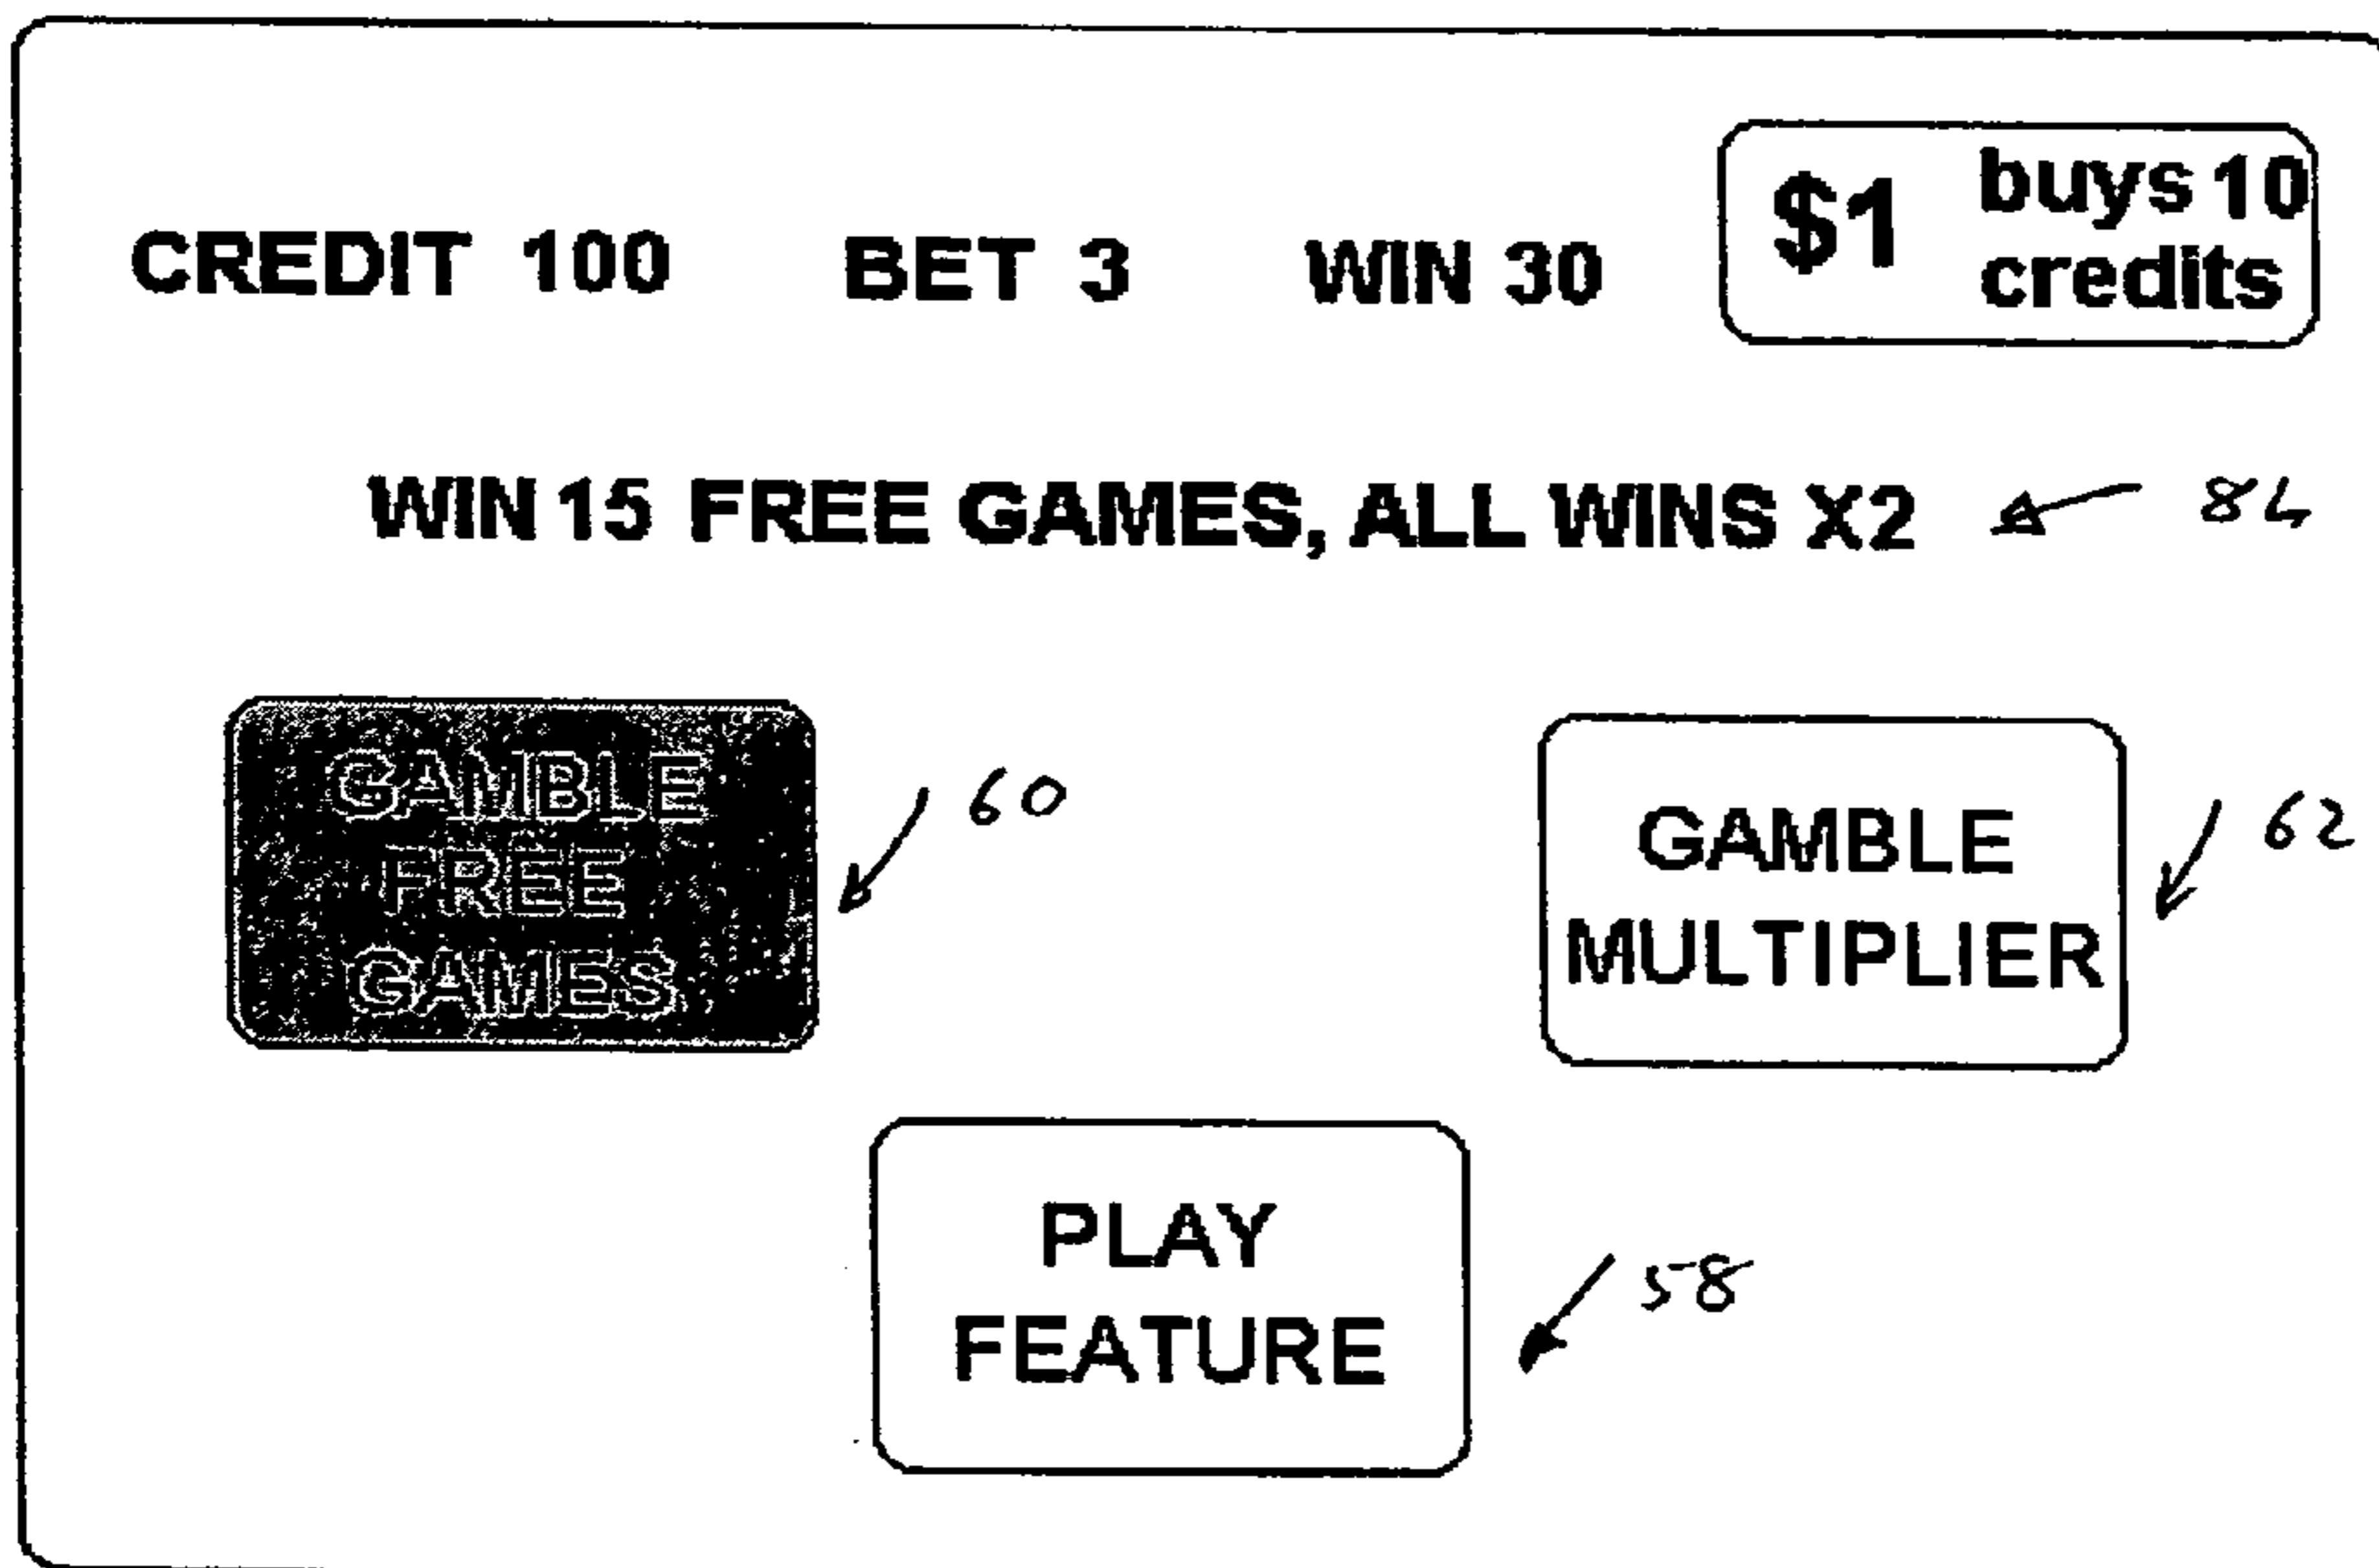 CREDIT 100 BET 3 WIN 30 $1 buys 10
credits
WIN 15 FREE GAMES, ALL WINS X2 84
GAMBLE
FREE
GAMES
60
GAMBLE
MULTIPLIER
62
PLAY
FEATURE
58